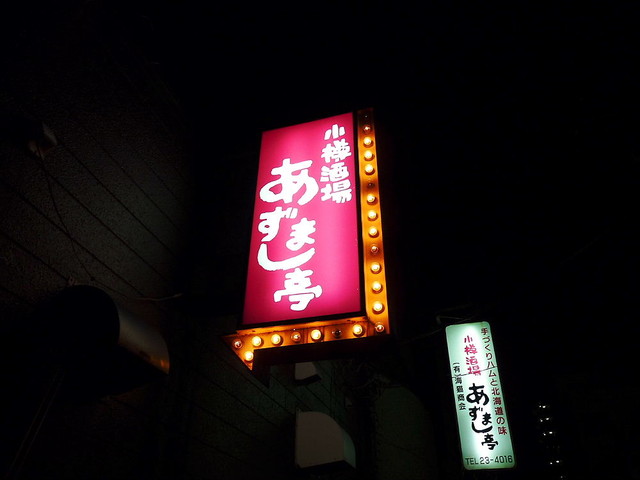 小樽酒場
あずまし亭
手づくりハムと北海道の味
小樽酒場
あずまし亭
(有)海猫商会
TEL 23-4016